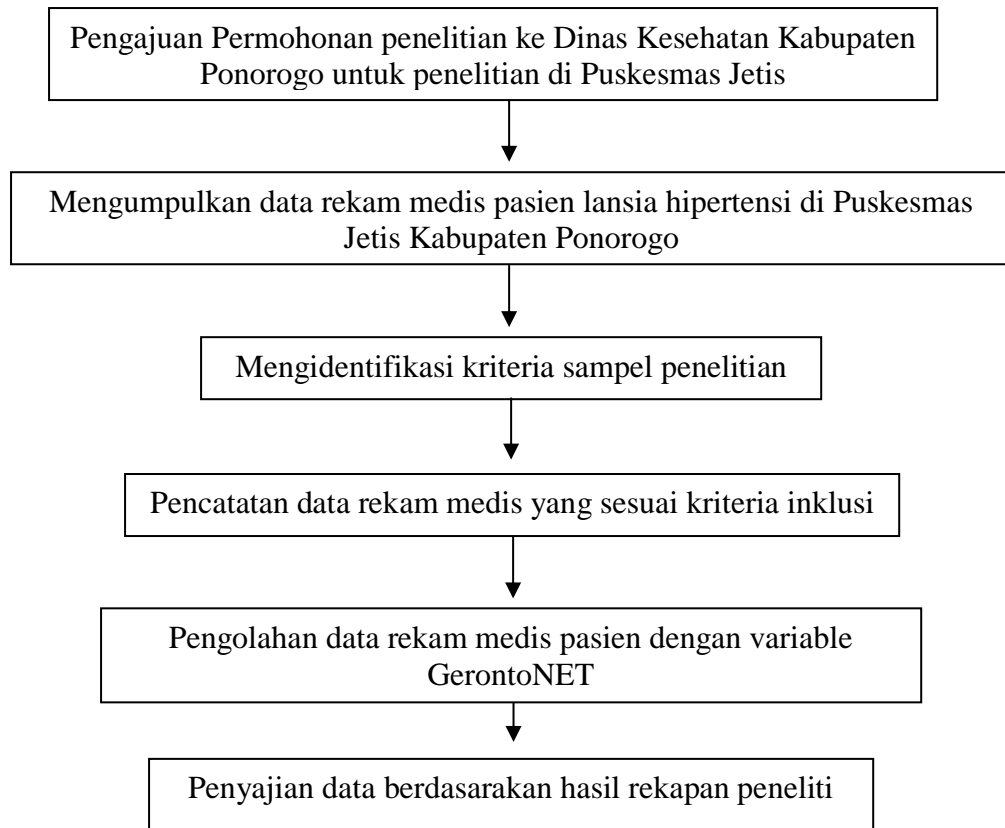 Pengajuan Permohonan penelitian ke Dinas Kesehatan Kabupaten
Ponorogo untuk penelitian di Puskesmas Jetis
Mengumpulkan data rekam medis pasien lansia hipertensi di Puskesmas
Jetis Kabupaten Ponorogo
Mengidentifikasi kriteria sampel penelitian
Pencatatan data rekam medis yang sesuai kriteria inklusi
Pengolahan data rekam medis pasien dengan variable
GerontoNET
Penyajian data berdasarakan hasil rekapan peneliti